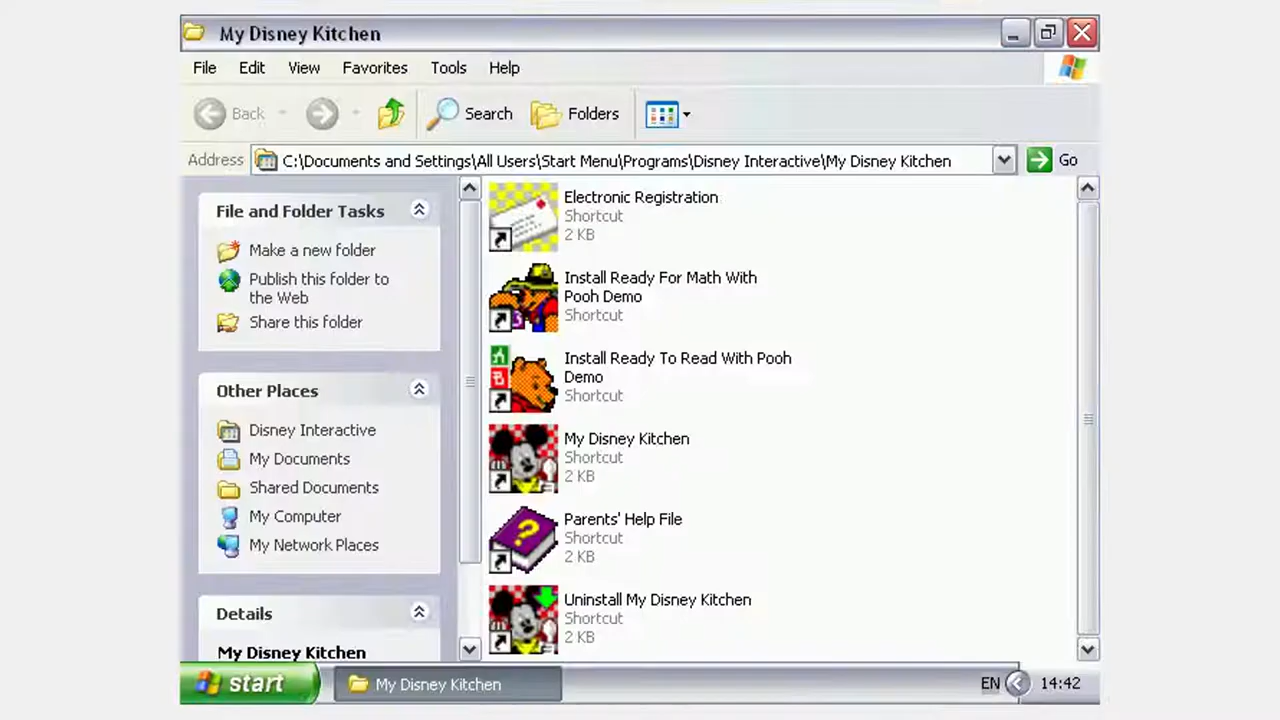 My Disney Kitchen
File Edit View Favorites Tools Help
Back Search Folders
Address C:\Documents and Settings\All Users\Start Menu\Programs\Disney Interactive\My Disney Kitchen Go
File and Folder Tasks
Make a new folder
Publish this folder to
the Web
Share this folder
Other Places
Disney Interactive
My Documents
Shared Documents
My Computer
My Network Places
Details
My Disney Kitchen
Electronic Registration
Shortcut
2 KB
Install Ready For Math With
Pooh Demo
Shortcut
Install Ready To Read With Pooh
Demo
Shortcut
My Disney Kitchen
Shortcut
2 KB
Parents' Help File
Shortcut
2 KB
Uninstall My Disney Kitchen
Shortcut
2 KB
start My Disney Kitchen EN 14:42